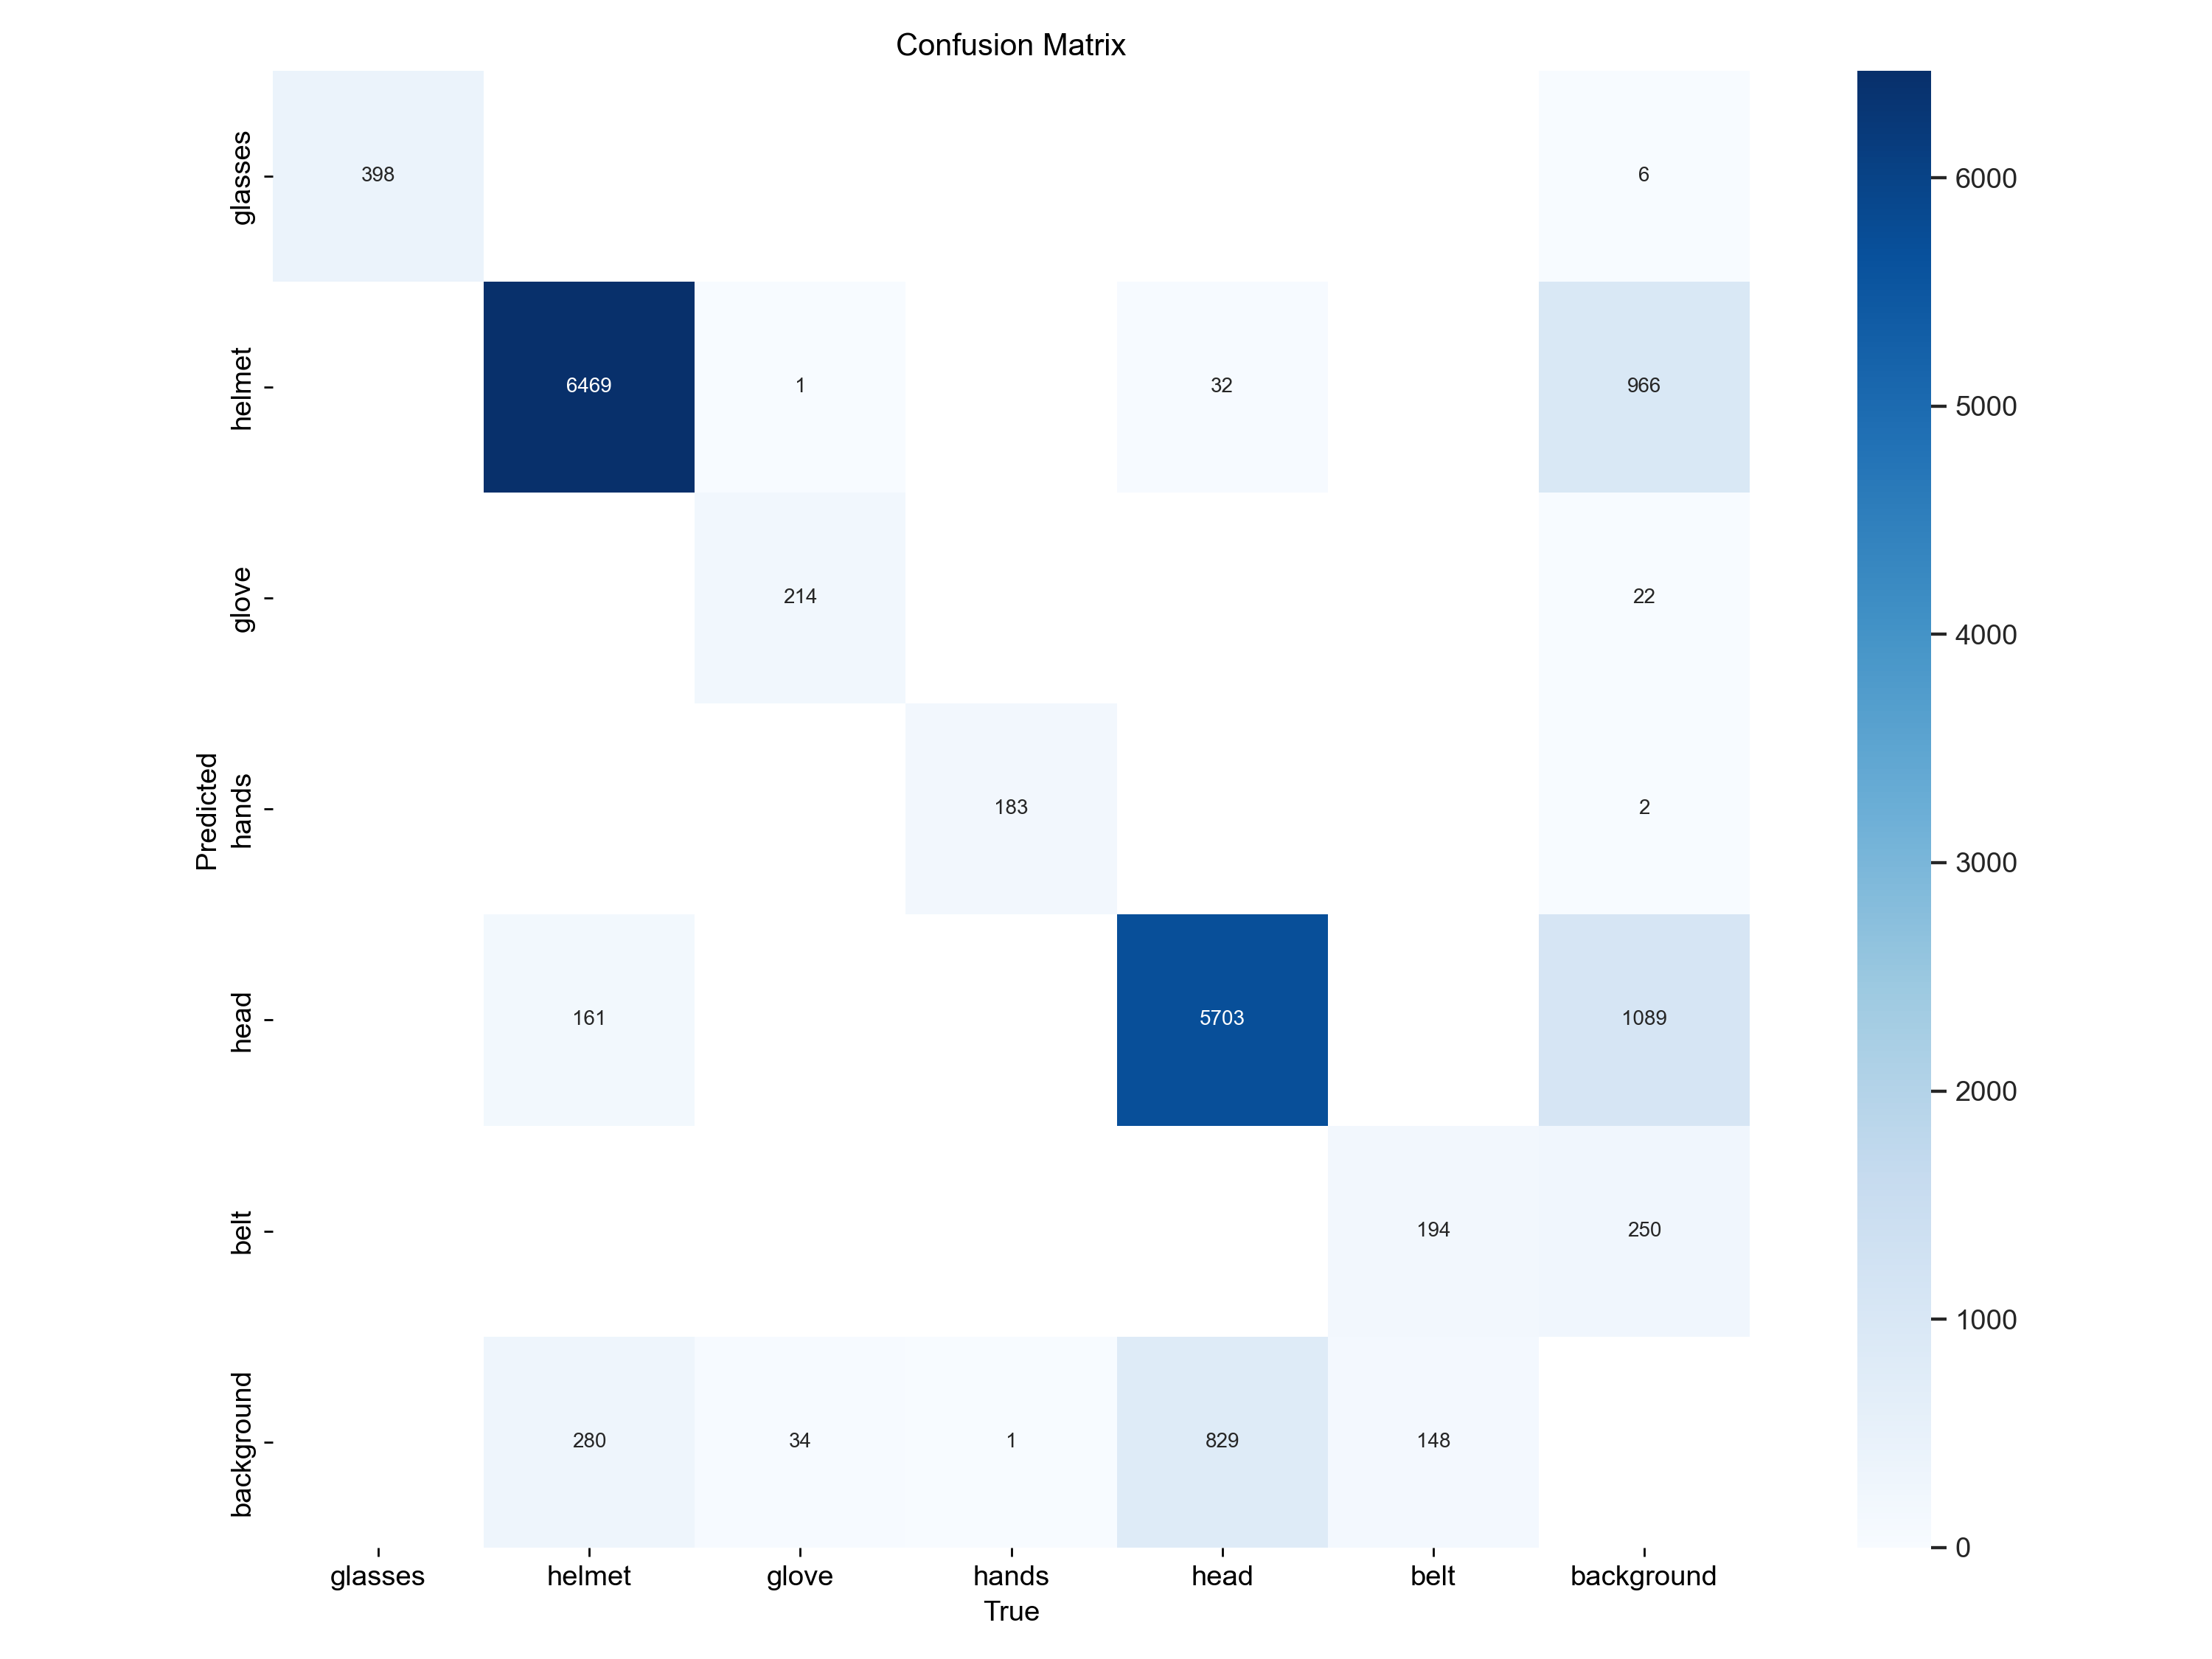 Confusion Matrix
glasses
398
6
6000
helmet
6469
1
32
966
5000
glove
214
22
4000
Predicted
hands
183
2
3000
head
161
5703
1089
2000
belt
194
250
1000
background
280
34
1
829
148
0
glasses
helmet
glove
hands
head
belt
background
True